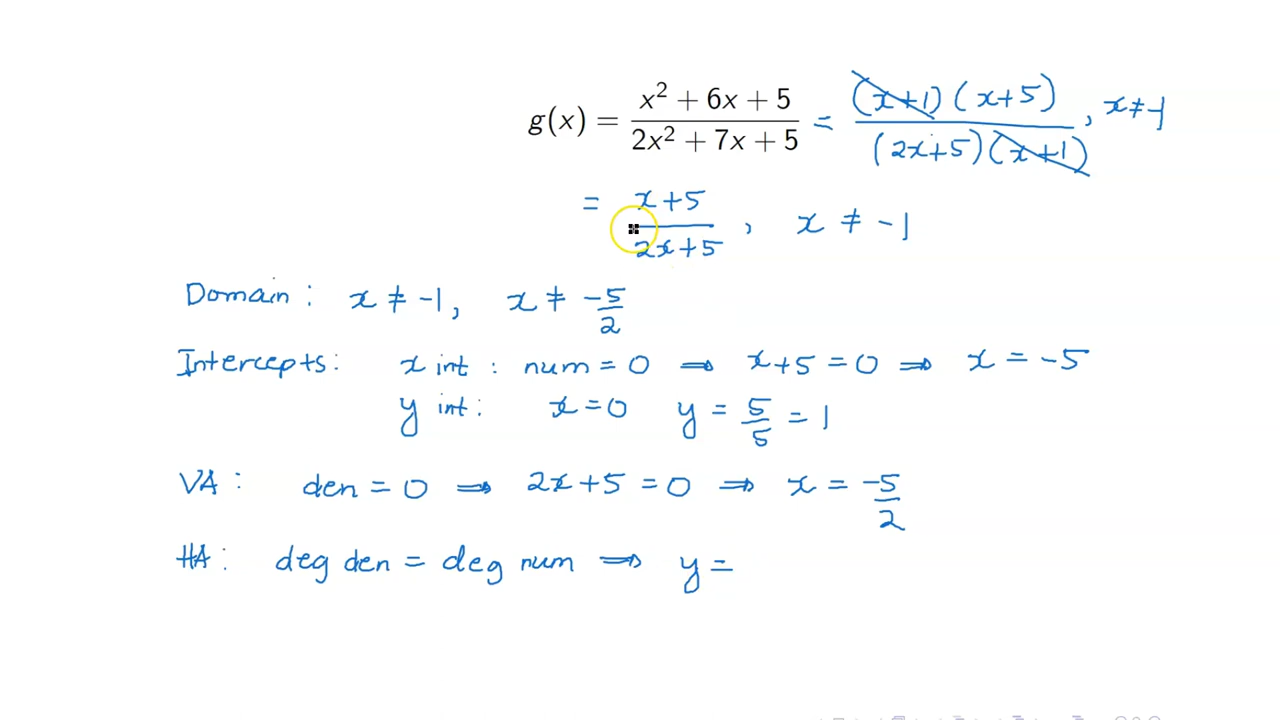 g(x) = (x² + 6x + 5)/(2x² + 7x + 5) = ((x+1)(x+5))/((2x+5)(x+1)), x≠-1
= (x+5)/(2x+5), x ≠ -1
Domain: x ≠ -1, x ≠ -5/2
Intercepts: x int: num = 0 ⇒ x+5 = 0 ⇒ x = -5
y int: x=0 y = 5/5 = 1
VA: den = 0 ⇒ 2x+5 = 0 ⇒ x = -5/2
HA: deg den = deg num ⇒ y =